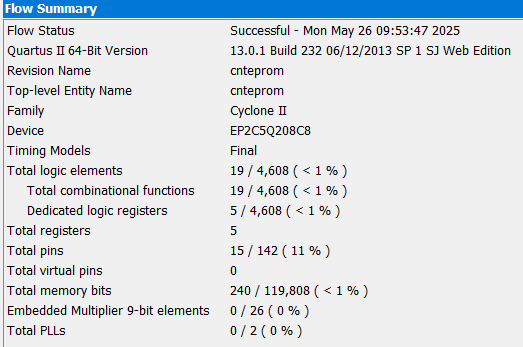 Flow Summary
Flow Status Successful - Mon May 26 09:53:47 2025
Quartus II 64-Bit Version 13.0.1 Build 232 06/12/2013 SP 1 SJ Web Edition
Revision Name cnteprom
Top-level Entity Name cnteprom
Family Cyclone II
Device EP2C5Q208C8
Timing Models Final
Total logic elements 19 / 4,608 ( < 1 % )
Total combinational functions 19 / 4,608 ( < 1 % )
Dedicated logic registers 5 / 4,608 ( < 1 % )
Total registers 5
Total pins 15 / 142 ( 11 % )
Total virtual pins 0
Total memory bits 240 / 119,808 ( < 1 % )
Embedded Multiplier 9-bit elements 0 / 26 ( 0 % )
Total PLLs 0 / 2 ( 0 % )